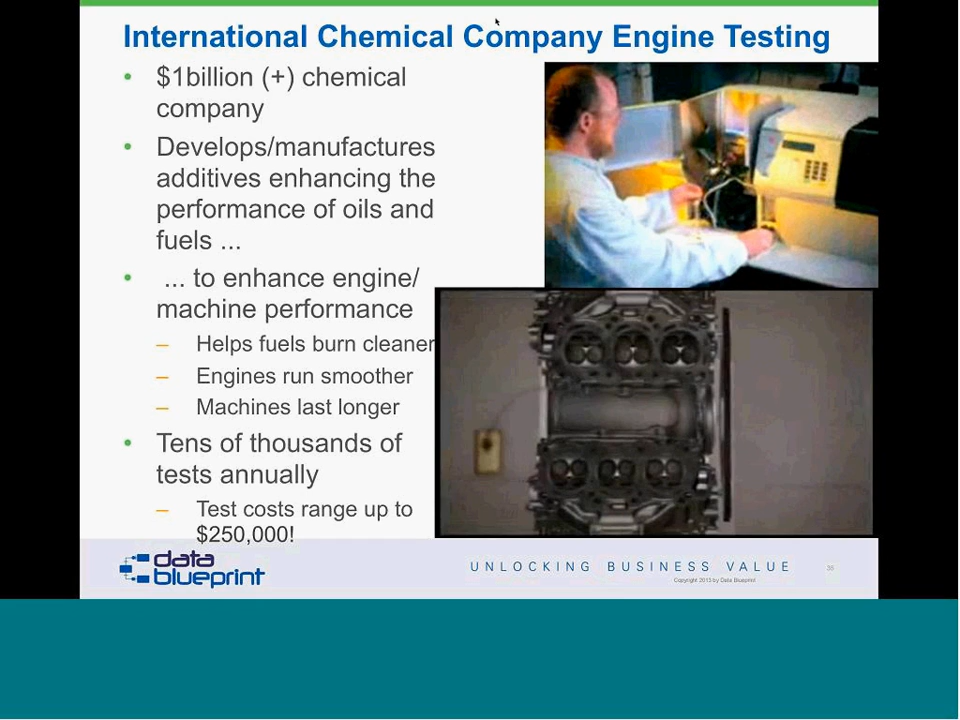 International Chemical Company Engine Testing
• $1billion (+) chemical
company
• Develops/manufactures
additives enhancing the
performance of oils and
fuels ...
• ... to enhance engine/
machine performance
– Helps fuels burn cleaner
– Engines run smoother
– Machines last longer
• Tens of thousands of
tests annually
– Test costs range up to
$250,000!
data
blueprint
UNLOCKING BUSINESS VALUE
Copyright 2013 by Data Blueprint